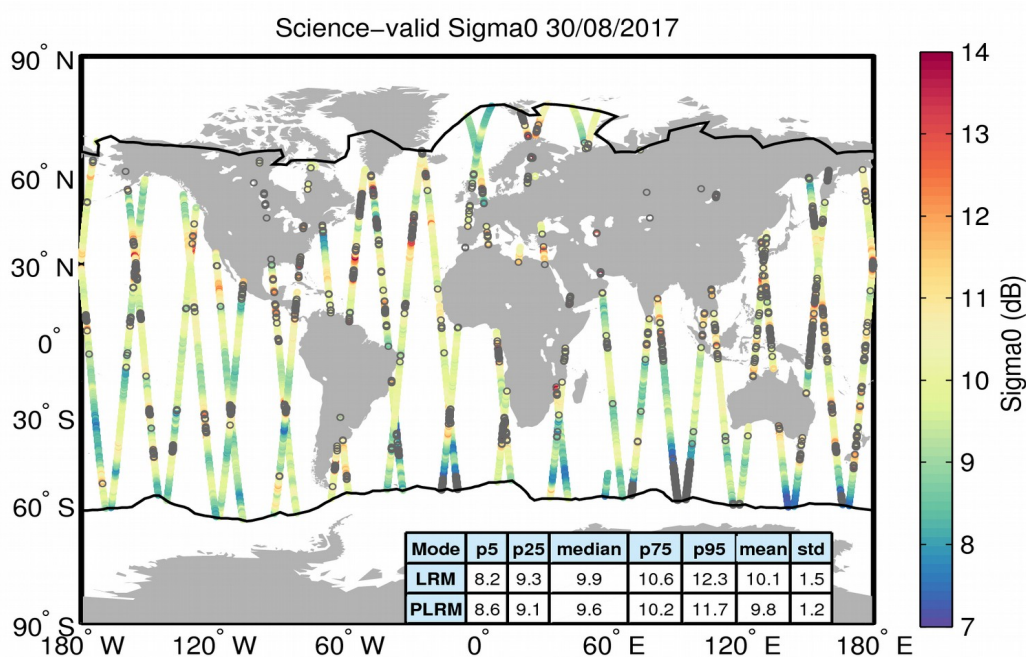 Science-valid Sigma0 30/08/2017
90° N
60° N
30° N
0°
30° S
60° S
90° S
180° W
120° W
60° W
0°
60° E
120° E
180° E
14
13
12
11
10
9
8
7
Sigma0 (dB)
Mode p5 p25 median p75 p95 mean std
LRM 8.2 9.3 9.9 10.6 12.3 10.1 1.5
PLRM 8.6 9.1 9.6 10.2 11.7 9.8 1.2